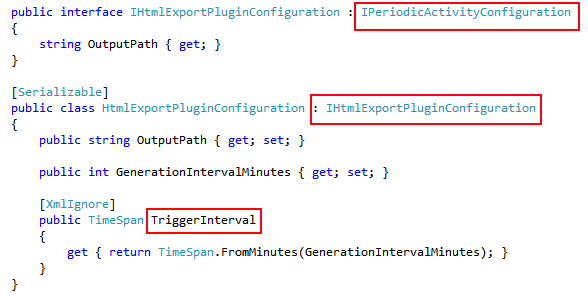 public interface IHtmlExportPluginConfiguration : IPeriodicActivityConfiguration
{
    string OutputPath { get; }
}

[Serializable]
public class HtmlExportPluginConfiguration : IHtmlExportPluginConfiguration
{
    public string OutputPath { get; set; }

    public int GenerationIntervalMinutes { get; set; }

    [XmlIgnore]
    public TimeSpan TriggerInterval
    {
        get { return TimeSpan.FromMinutes(GenerationIntervalMinutes); }
    }
}